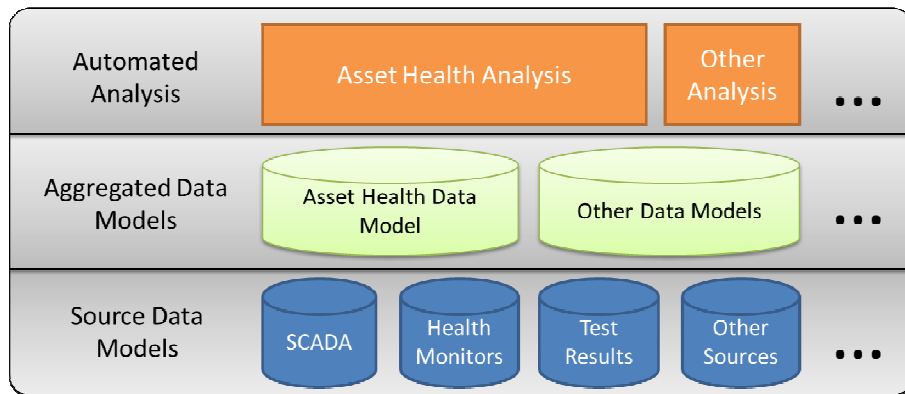 Automated
Analysis
Asset Health Analysis
Other
Analysis
...
Aggregated Data
Models
Asset Health Data
Model
Other Data Models
...
Source Data
Models
SCADA
Health
Monitors
Test
Results
Other
Sources
...